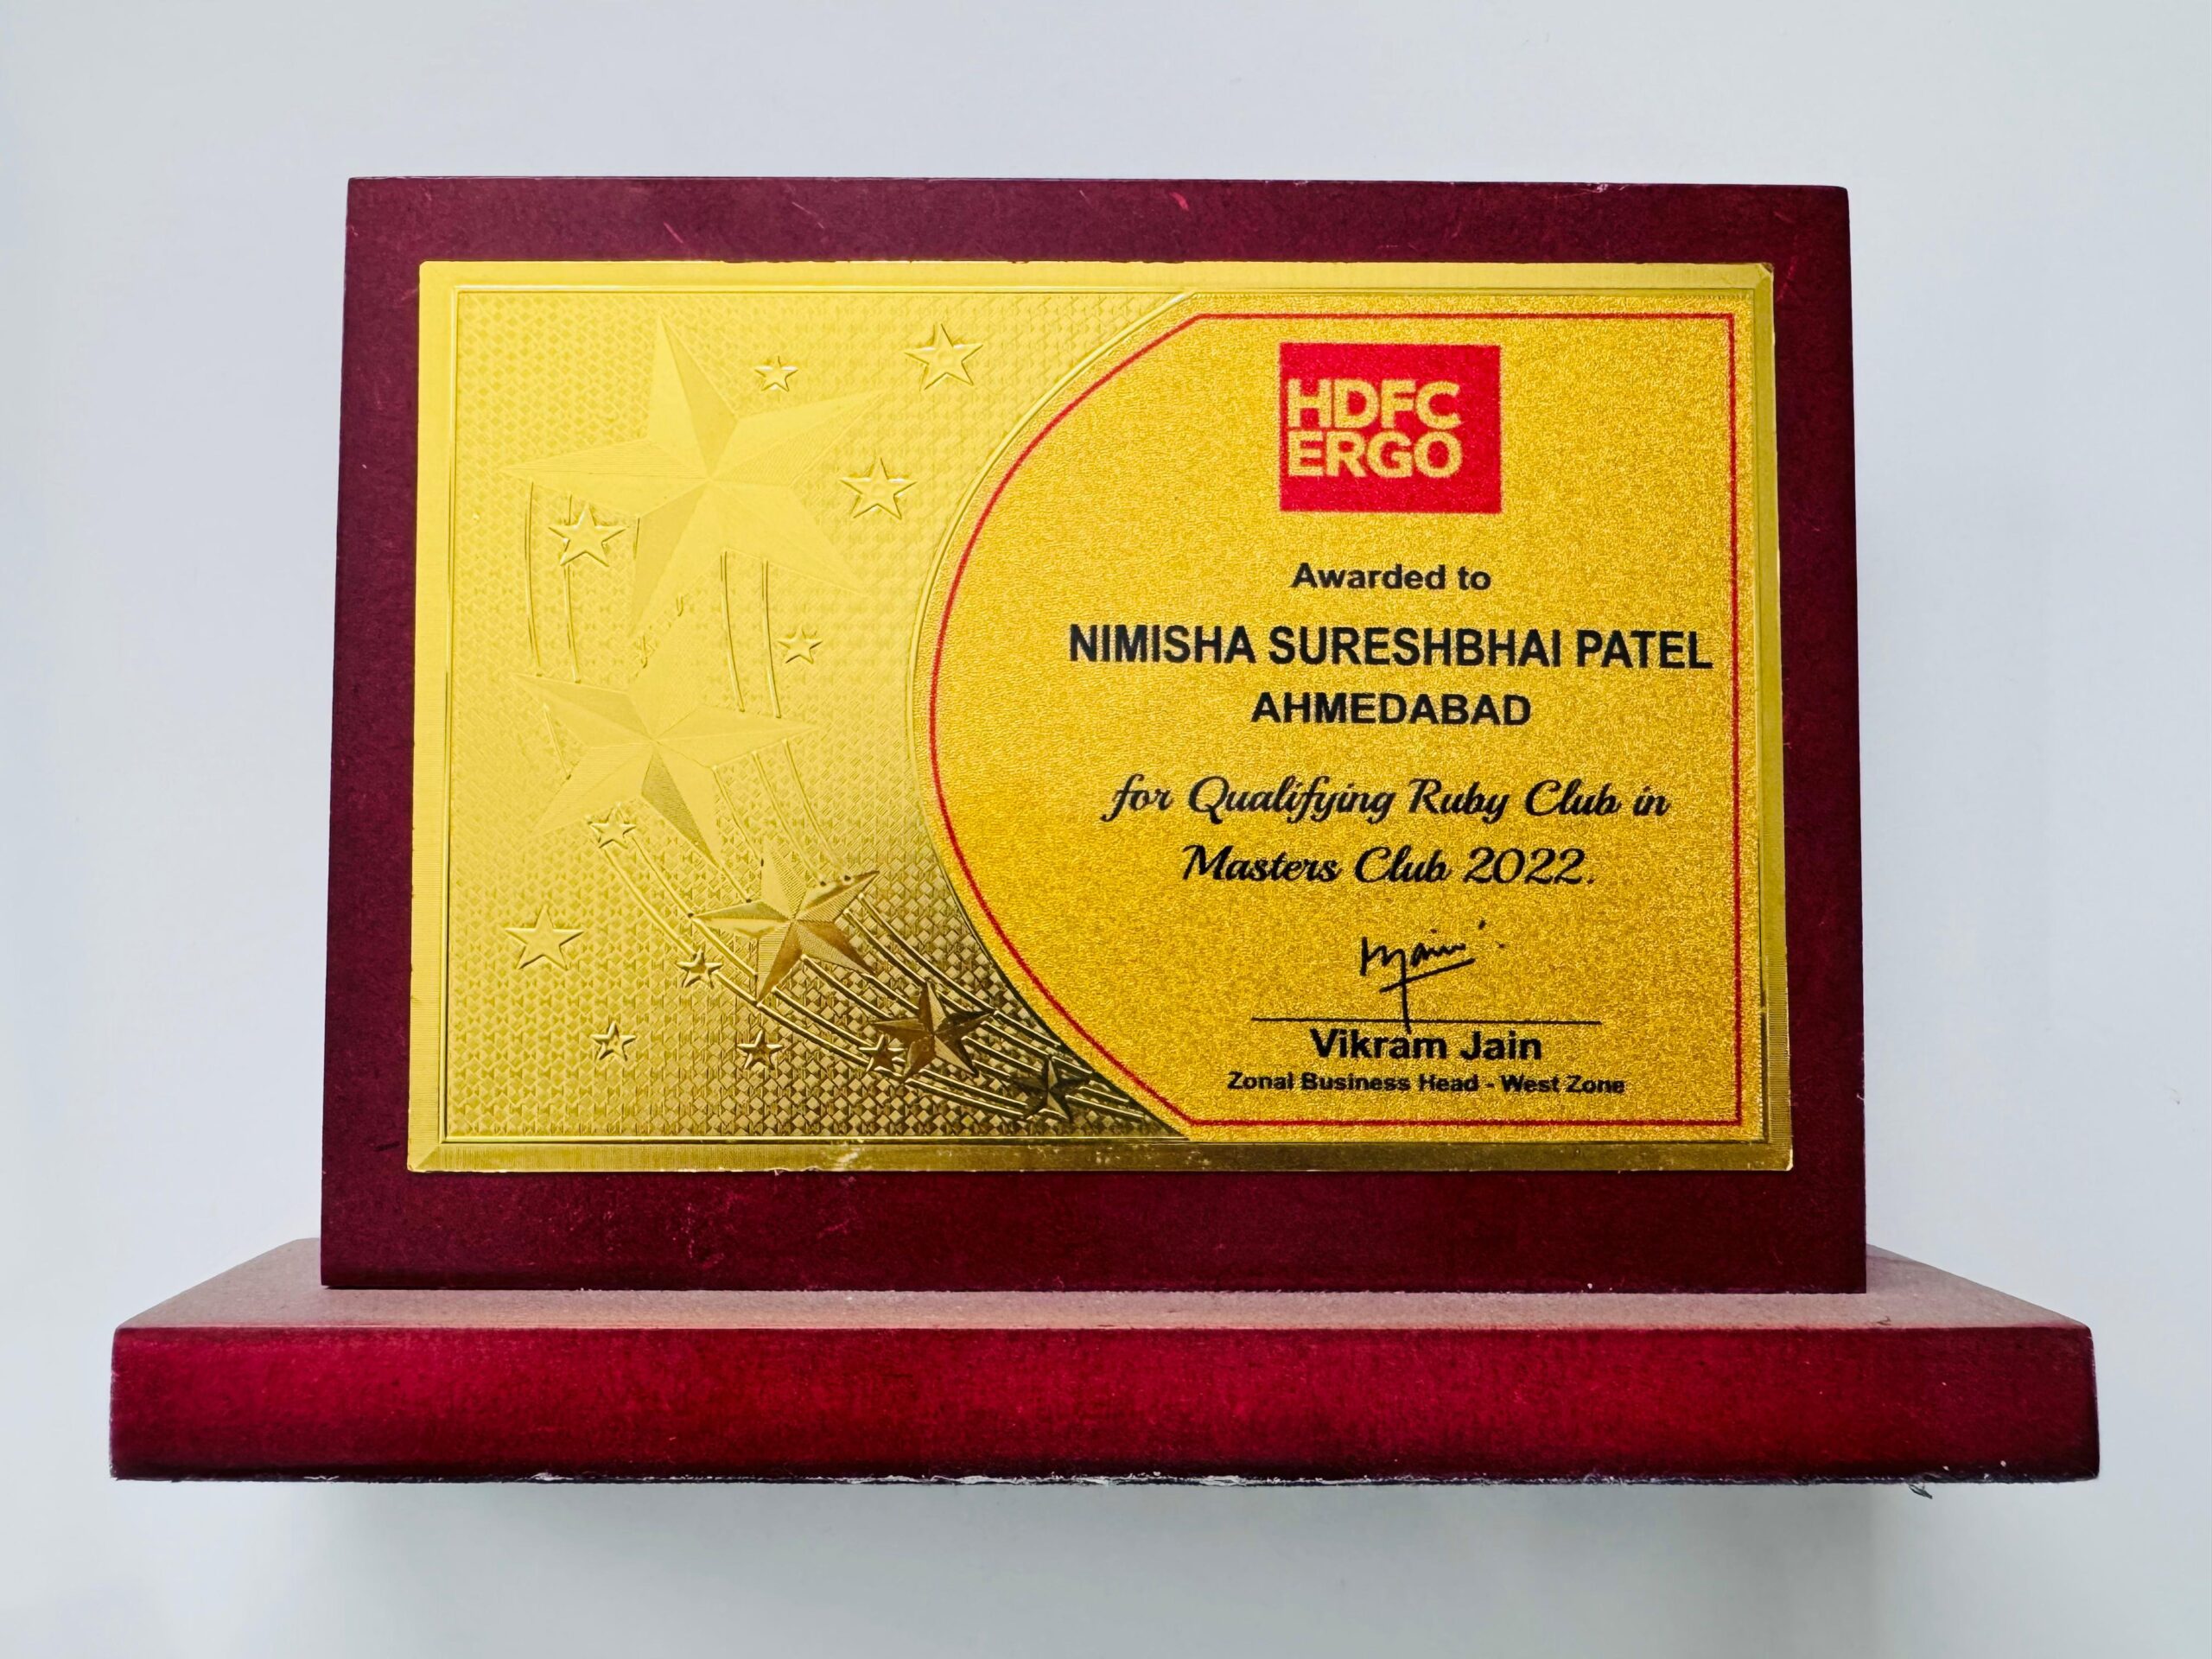 HDFC
ERGO
Awarded to
NIMISHA SURESHBHAI PATEL
AHMEDABAD
for Qualifying Ruby Club in
Masters Club 2022.
Vikram Jain
Zonal Business Head - West Zone